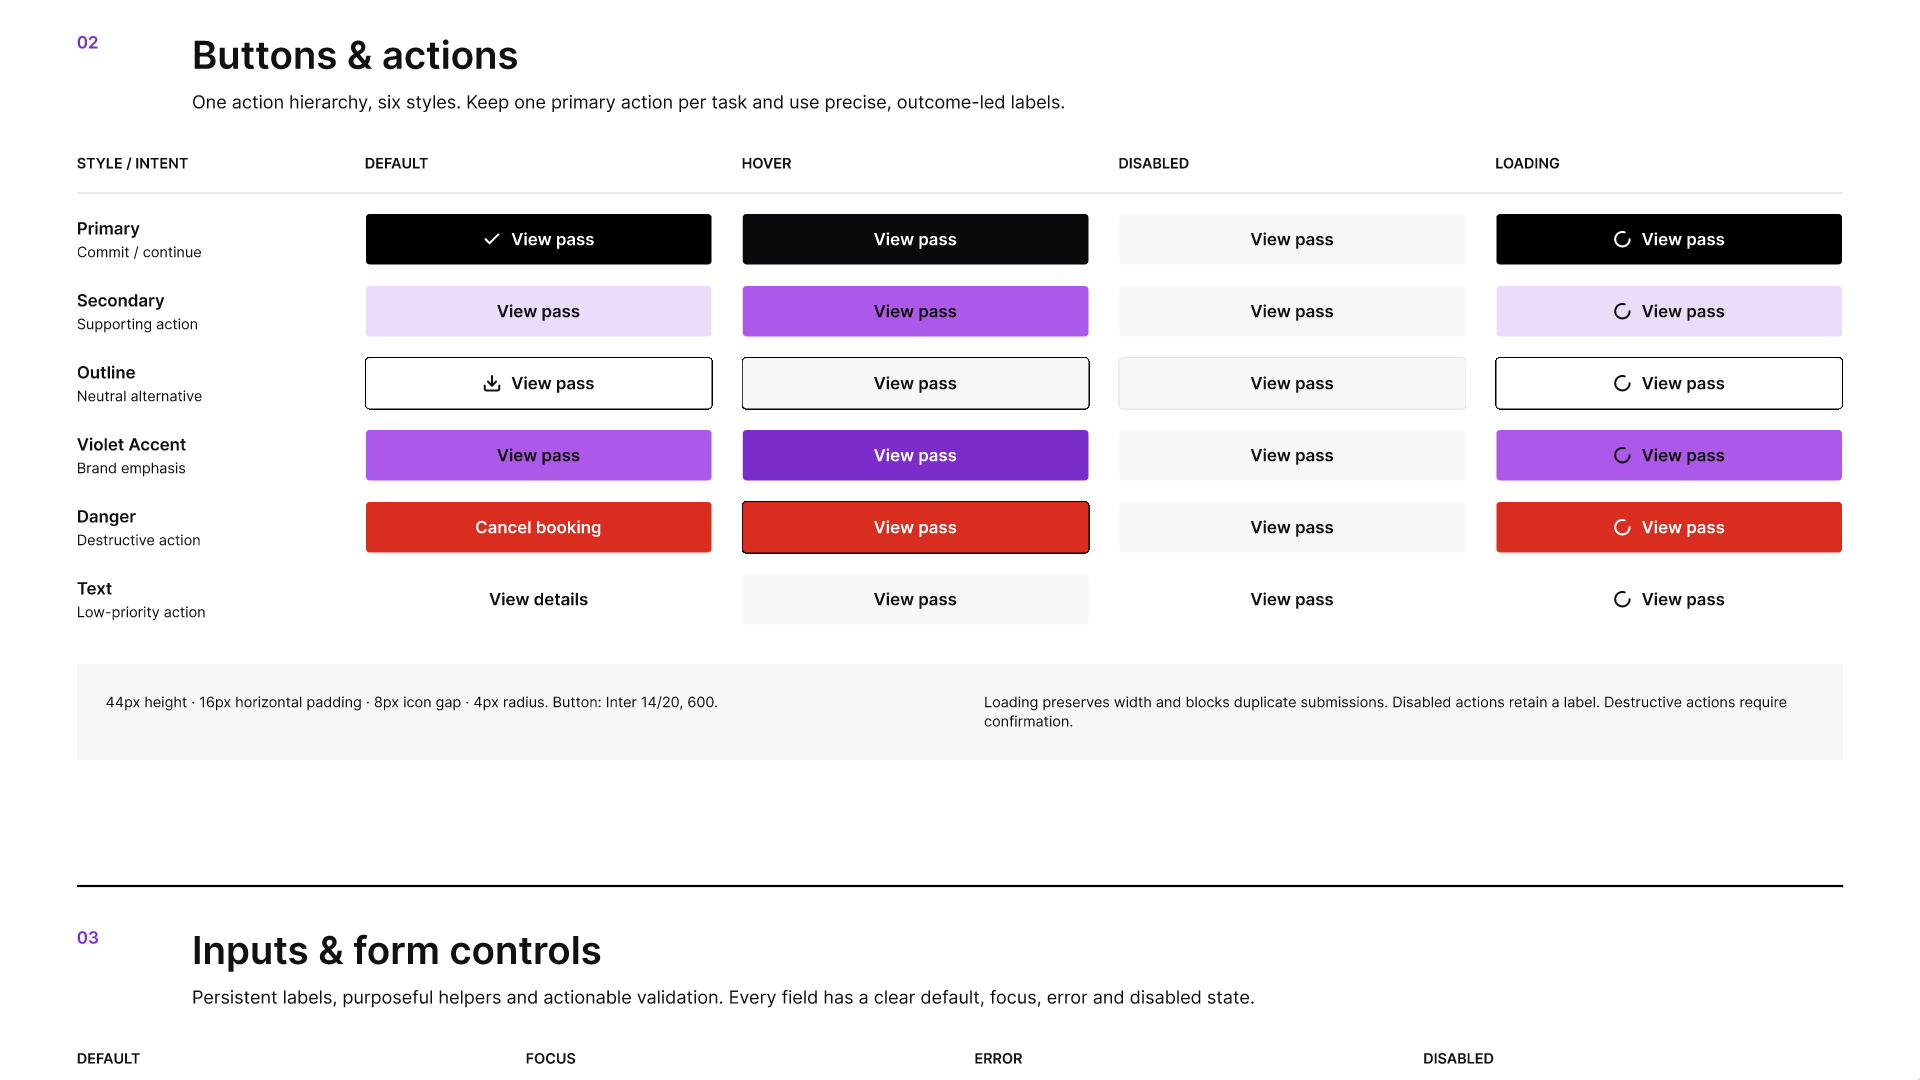 02
Buttons & actions
One action hierarchy, six styles. Keep one primary action per task and use precise, outcome-led labels.
STYLE / INTENT DEFAULT HOVER DISABLED LOADING
Primary
Commit / continue
View pass View pass View pass View pass
Secondary
Supporting action
View pass View pass View pass View pass
Outline
Neutral alternative
View pass View pass View pass View pass
Violet Accent
Brand emphasis
View pass View pass View pass View pass
Danger
Destructive action
Cancel booking View pass View pass View pass
Text
Low-priority action
View details View pass View pass View pass
44px height · 16px horizontal padding · 8px icon gap · 4px radius. Button: Inter 14/20, 600.
Loading preserves width and blocks duplicate submissions. Disabled actions retain a label. Destructive actions require
confirmation.
03
Inputs & form controls
Persistent labels, purposeful helpers and actionable validation. Every field has a clear default, focus, error and disabled state.
DEFAULT FOCUS ERROR DISABLED